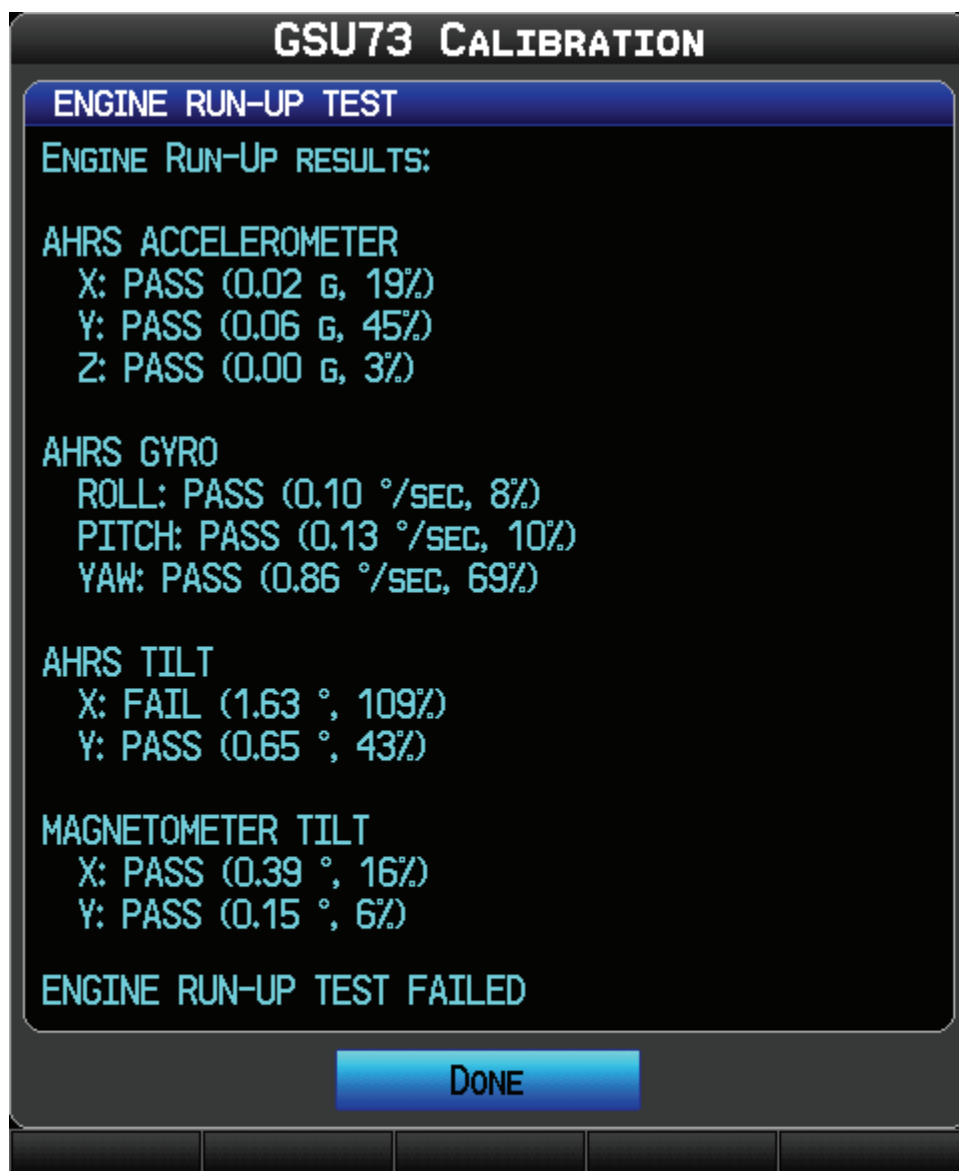 GSU73 CALIBRATION
ENGINE RUN-UP TEST
ENGINE RUN-UP RESULTS:
AHRS ACCELEROMETER
X: PASS (0.02 G, 19%)
Y: PASS (0.06 G, 45%)
Z: PASS (0.00 G, 3%)
AHRS GYRO
ROLL: PASS (0.10 °/SEC, 8%)
PITCH: PASS (0.13 °/SEC, 10%)
YAW: PASS (0.86 °/SEC, 69%)
AHRS TILT
X: FAIL (1.63 °, 109%)
Y: PASS (0.65 °, 43%)
MAGNETOMETER TILT
X: PASS (0.39 °, 16%)
Y: PASS (0.15 °, 6%)
ENGINE RUN-UP TEST FAILED
DONE